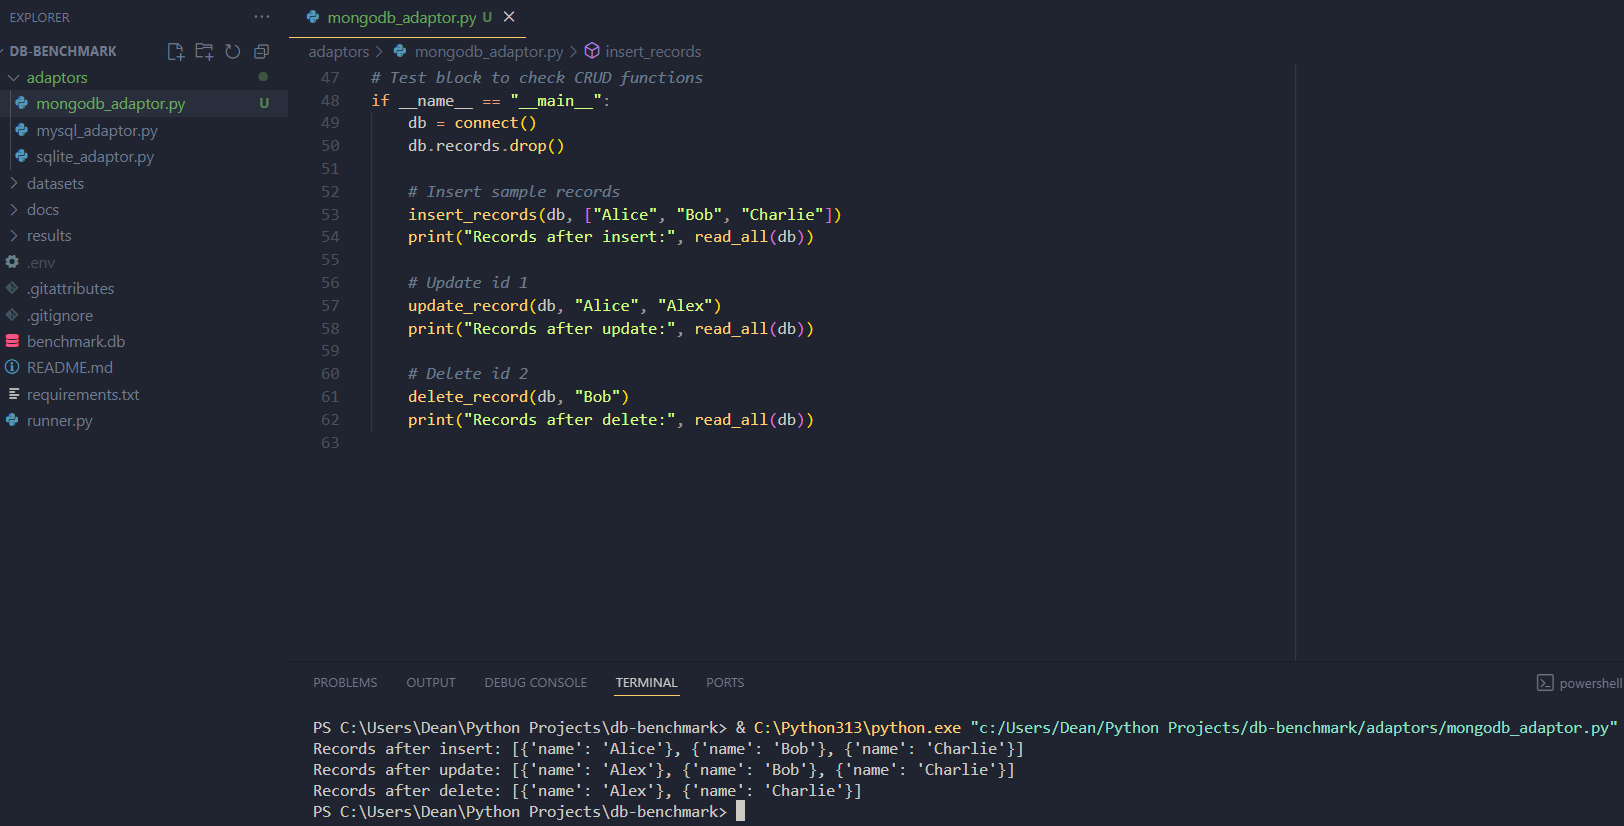 EXPLORER
DB-BENCHMARK
adaptors
mongodb_adaptor.py U
mysql_adaptor.py
sqlite_adaptor.py
datasets
docs
results
.env
.gitattributes
.gitignore
benchmark.db
README.md
requirements.txt
runner.py
mongodb_adaptor.py U
adaptors > mongodb_adaptor.py > insert_records
47 # Test block to check CRUD functions
48 if __name__ == "__main__":
49 db = connect()
50 db.records.drop()
51
52 # Insert sample records
53 insert_records(db, ["Alice", "Bob", "Charlie"])
54 print("Records after insert:", read_all(db))
55
56 # Update id 1
57 update_record(db, "Alice", "Alex")
58 print("Records after update:", read_all(db))
59
60 # Delete id 2
61 delete_record(db, "Bob")
62 print("Records after delete:", read_all(db))
63
PROBLEMS OUTPUT DEBUG CONSOLE TERMINAL PORTS
powershell
PS C:\Users\Dean\Python Projects\db-benchmark> & C:\Python313\python.exe "c:/Users/Dean/Python Projects/db-benchmark/adaptors/mongodb_adaptor.py"
Records after insert: [{'name': 'Alice'}, {'name': 'Bob'}, {'name': 'Charlie'}]
Records after update: [{'name': 'Alex'}, {'name': 'Bob'}, {'name': 'Charlie'}]
Records after delete: [{'name': 'Alex'}, {'name': 'Charlie'}]
PS C:\Users\Dean\Python Projects\db-benchmark>